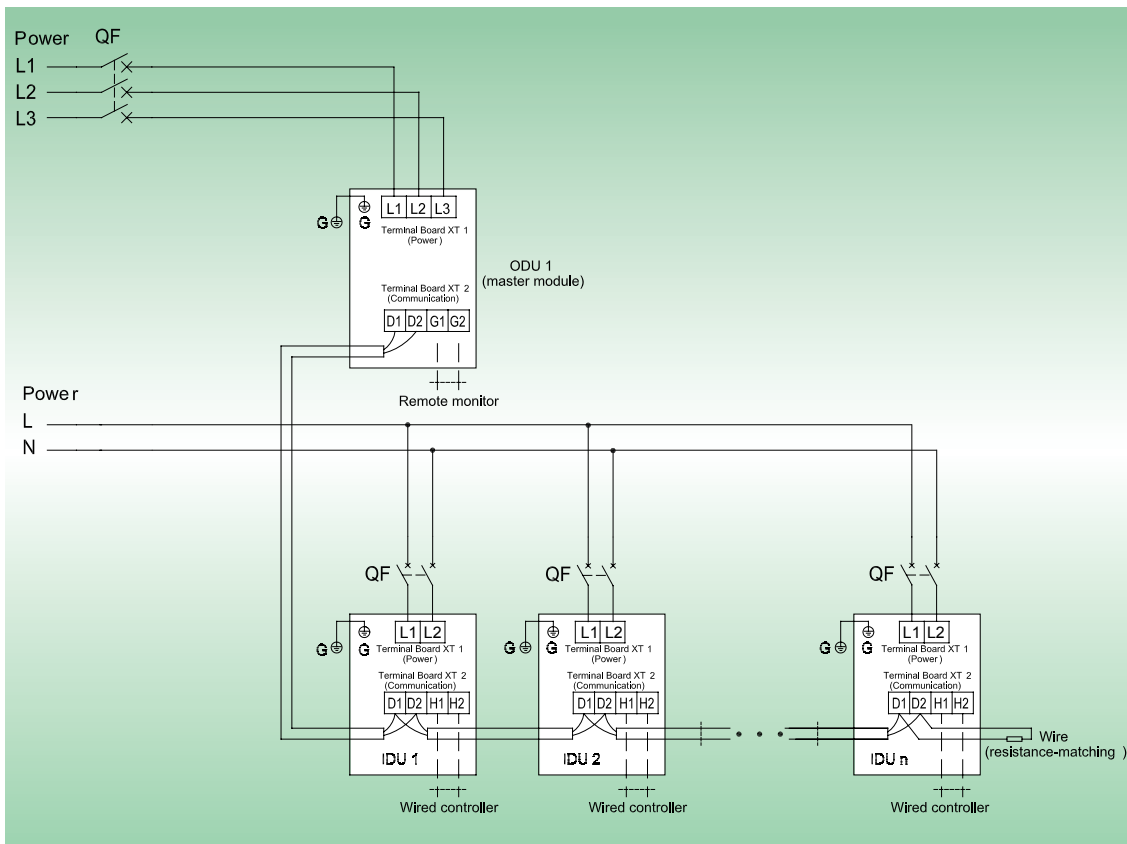 Power QF
L1
L2
L3
L1 L2 L3
G G
Terminal Board XT 1
(Power)
ODU 1
(master module)
Terminal Board XT 2
(Communication)
D1 D2 G1 G2
Remote monitor
Power
L
N
QF QF QF
L1 L2 L1 L2 L1 L2
G G G G G G
Terminal Board XT 1 Terminal Board XT 1 Terminal Board XT 1
(Power) (Power) (Power)
Terminal Board XT 2 Terminal Board XT 2 Terminal Board XT 2
(Communication) (Communication) (Communication)
D1 D2 H1 H2 D1 D2 H1 H2 D1 D2 H1 H2
Wire
(resistance-matching )
IDU 1 IDU 2 IDU n
Wired controller Wired controller Wired controller